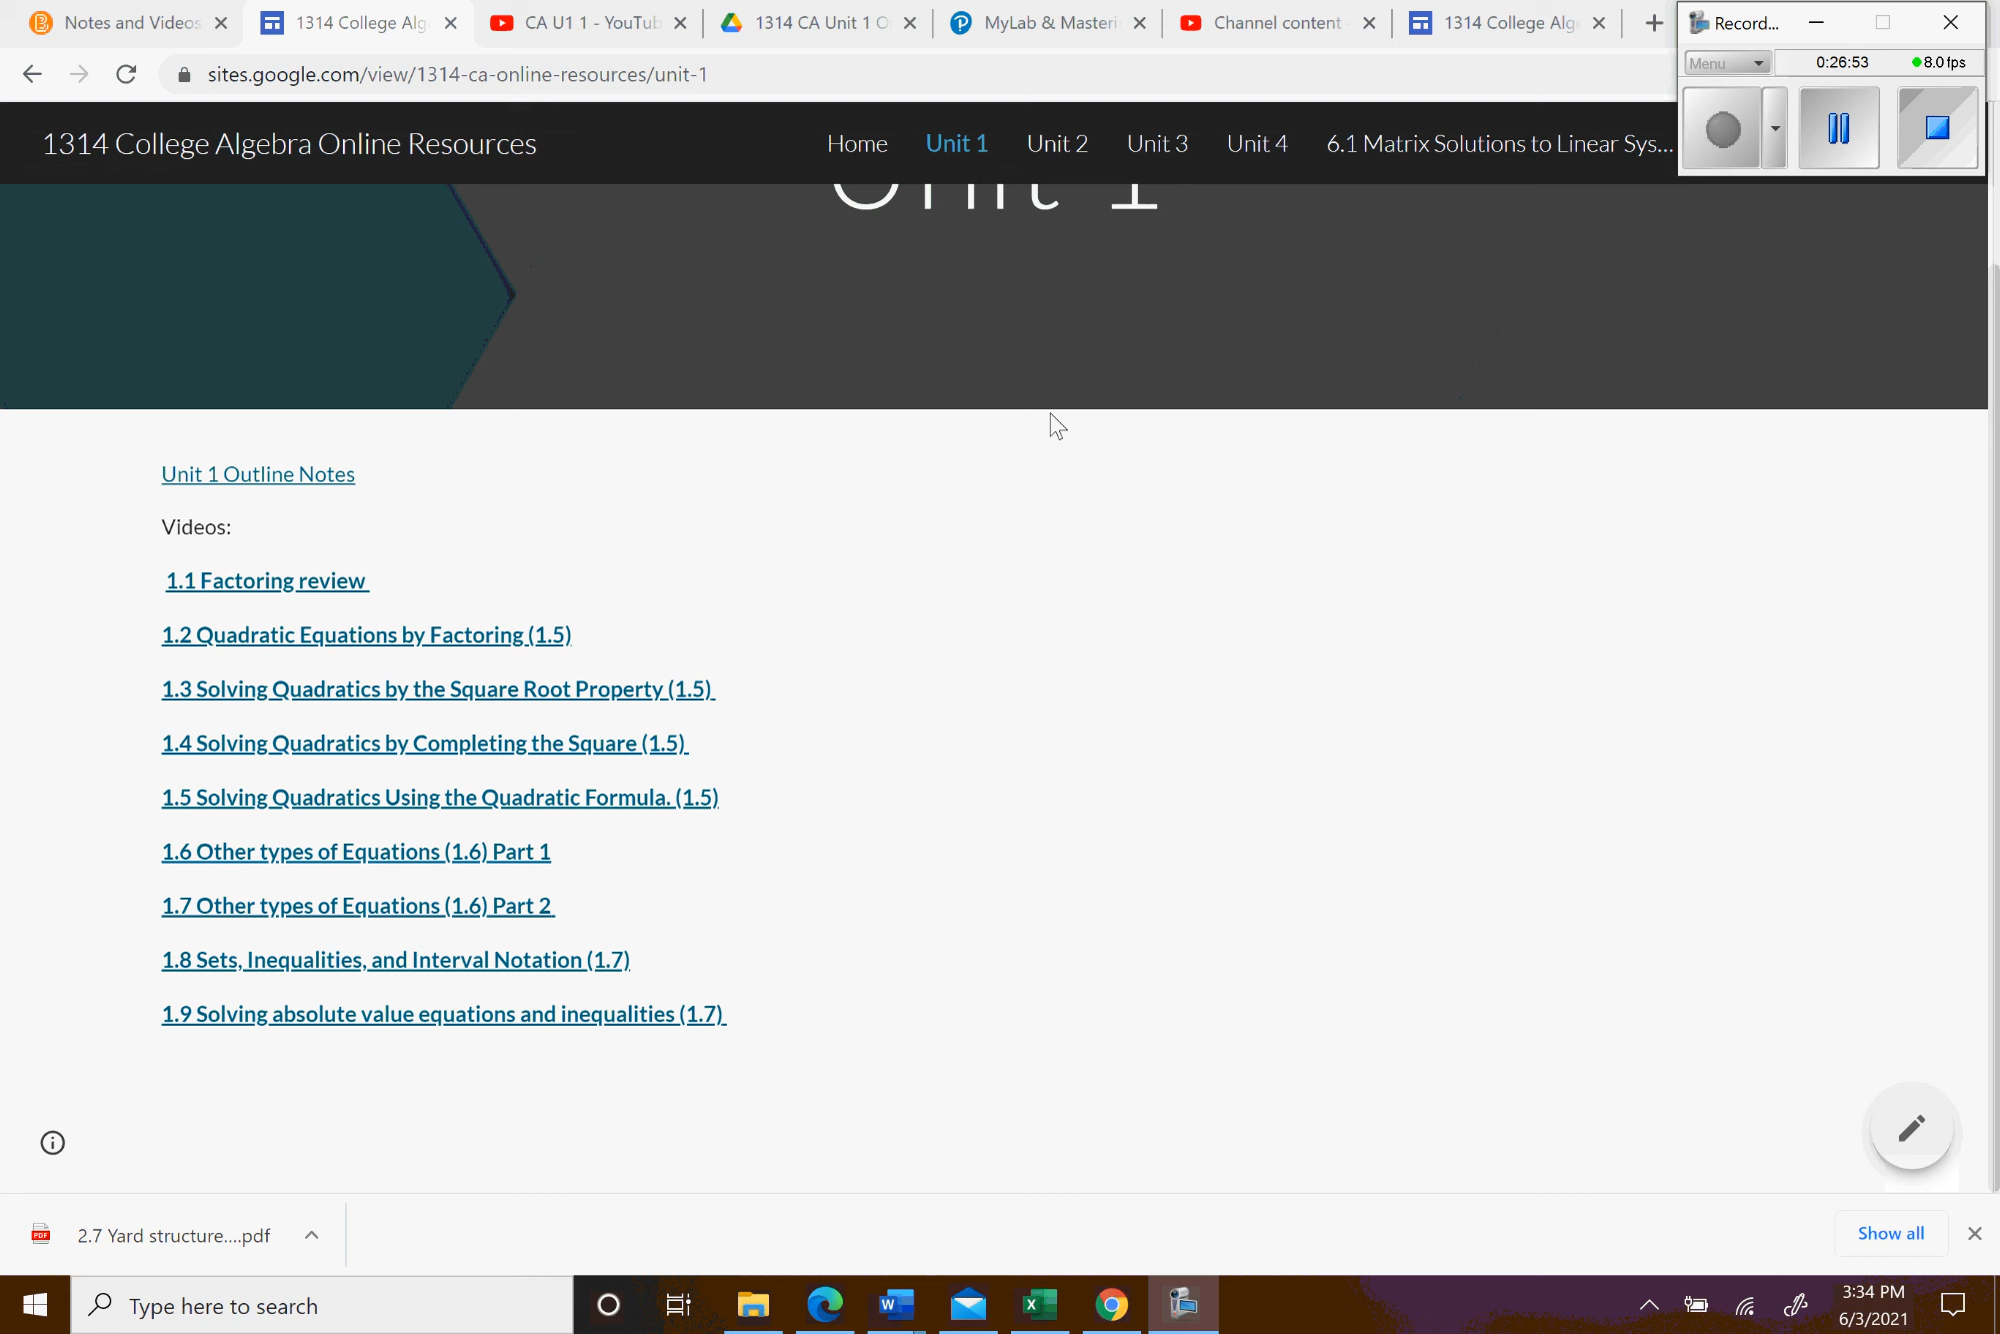 Notes and Videos
1314 College Alg
CA U1 1 - YouTub
1314 CA Unit 1 O
MyLab & Masteri
Channel content
1314 College Alg
Record...
sites.google.com/view/1314-ca-online-resources/unit-1
Menu
0:26:53
8.0 fps
1314 College Algebra Online Resources
Home
Unit 1
Unit 2
Unit 3
Unit 4
6.1 Matrix Solutions to Linear Sys...
Unit 1
Unit 1 Outline Notes
Videos:
1.1 Factoring review
1.2 Quadratic Equations by Factoring (1.5)
1.3 Solving Quadratics by the Square Root Property (1.5)
1.4 Solving Quadratics by Completing the Square (1.5)
1.5 Solving Quadratics Using the Quadratic Formula. (1.5)
1.6 Other types of Equations (1.6) Part 1
1.7 Other types of Equations (1.6) Part 2
1.8 Sets, Inequalities, and Interval Notation (1.7)
1.9 Solving absolute value equations and inequalities (1.7)
PDF
2.7 Yard structure....pdf
Show all
Type here to search
3:34 PM
6/3/2021